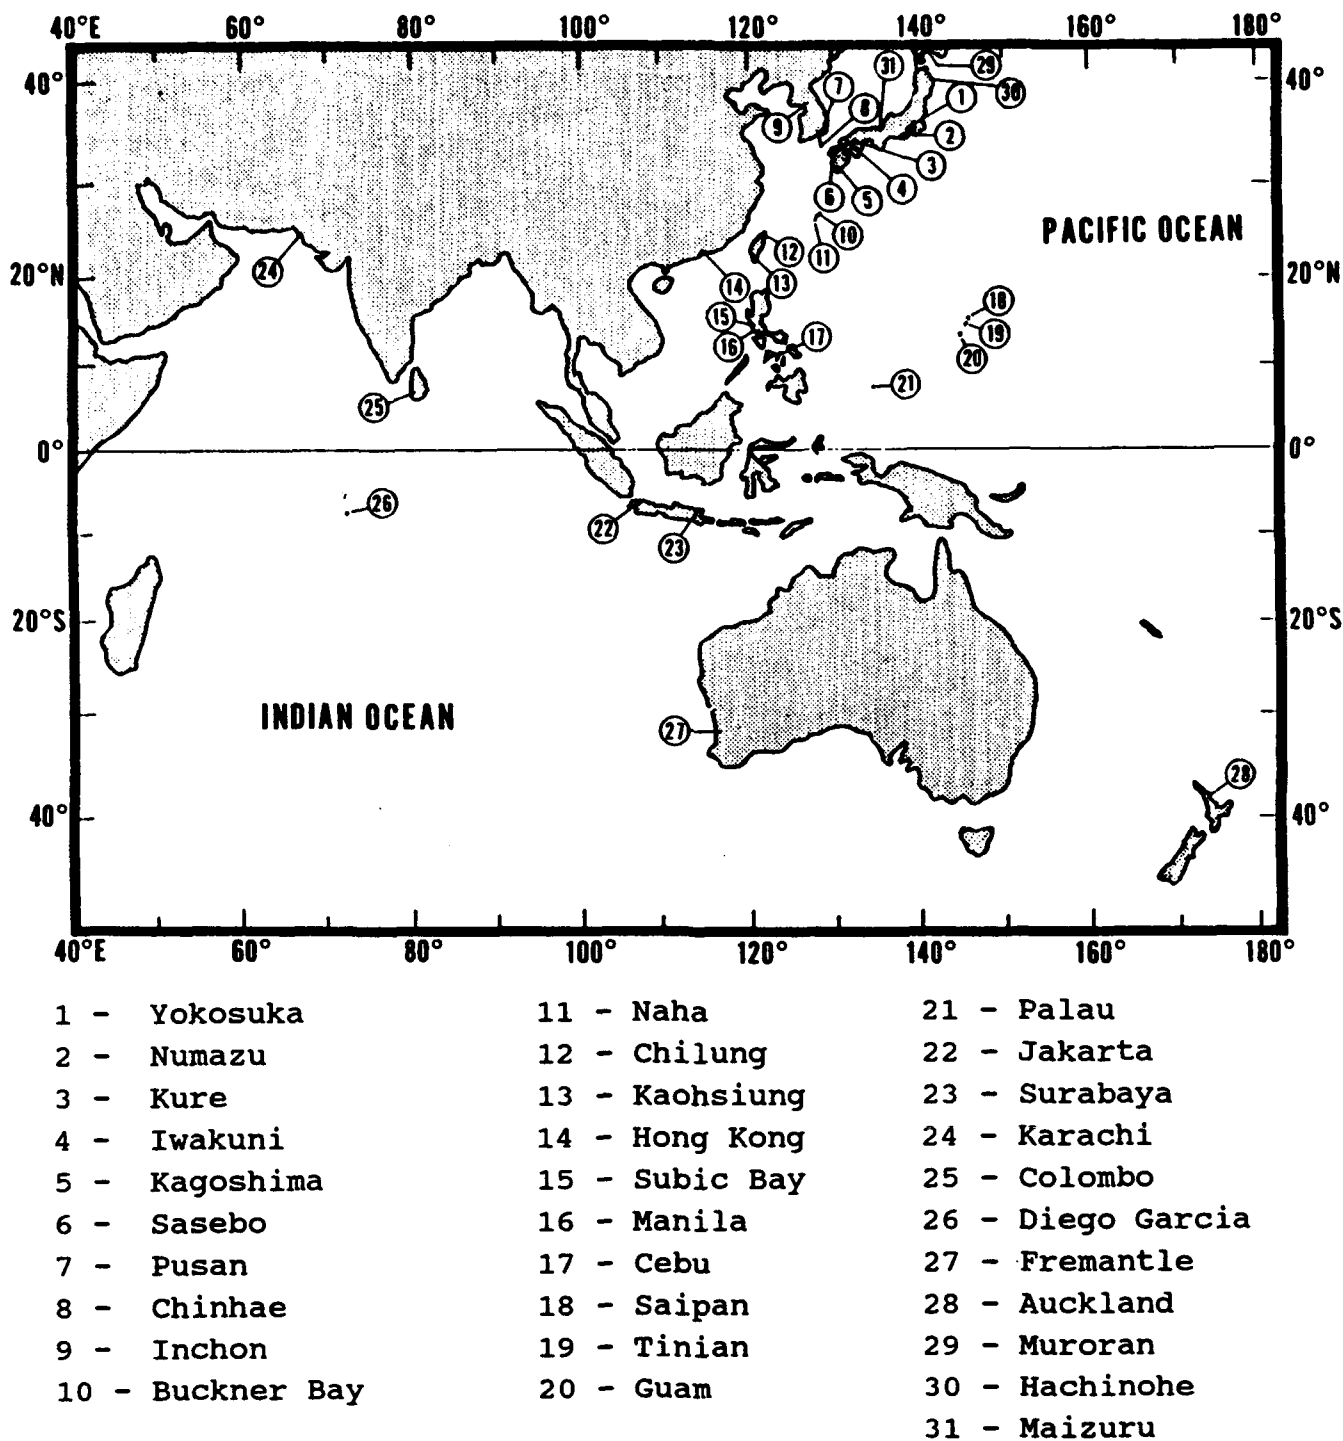 40°E 60° 80° 100° 120° 140° 160° 180°
40° 40°
31 29
7 30
8 1
9 2
3
6 5 4
PACIFIC OCEAN
10
12 11
24
20°N 20°N
14 13
18
15 17 19
16 20
21
25
0° 0°
26
22
23
20°S 20°S
INDIAN OCEAN
27
28
40° 40°
40°E 60° 80° 100° 120° 140° 160° 180°
1 - Yokosuka
2 - Numazu
3 - Kure
4 - Iwakuni
5 - Kagoshima
6 - Sasebo
7 - Pusan
8 - Chinhae
9 - Inchon
10 - Buckner Bay
11 - Naha
12 - Chilung
13 - Kaohsiung
14 - Hong Kong
15 - Subic Bay
16 - Manila
17 - Cebu
18 - Saipan
19 - Tinian
20 - Guam
21 - Palau
22 - Jakarta
23 - Surabaya
24 - Karachi
25 - Colombo
26 - Diego Garcia
27 - Fremantle
28 - Auckland
29 - Muroran
30 - Hachinohe
31 - Maizuru